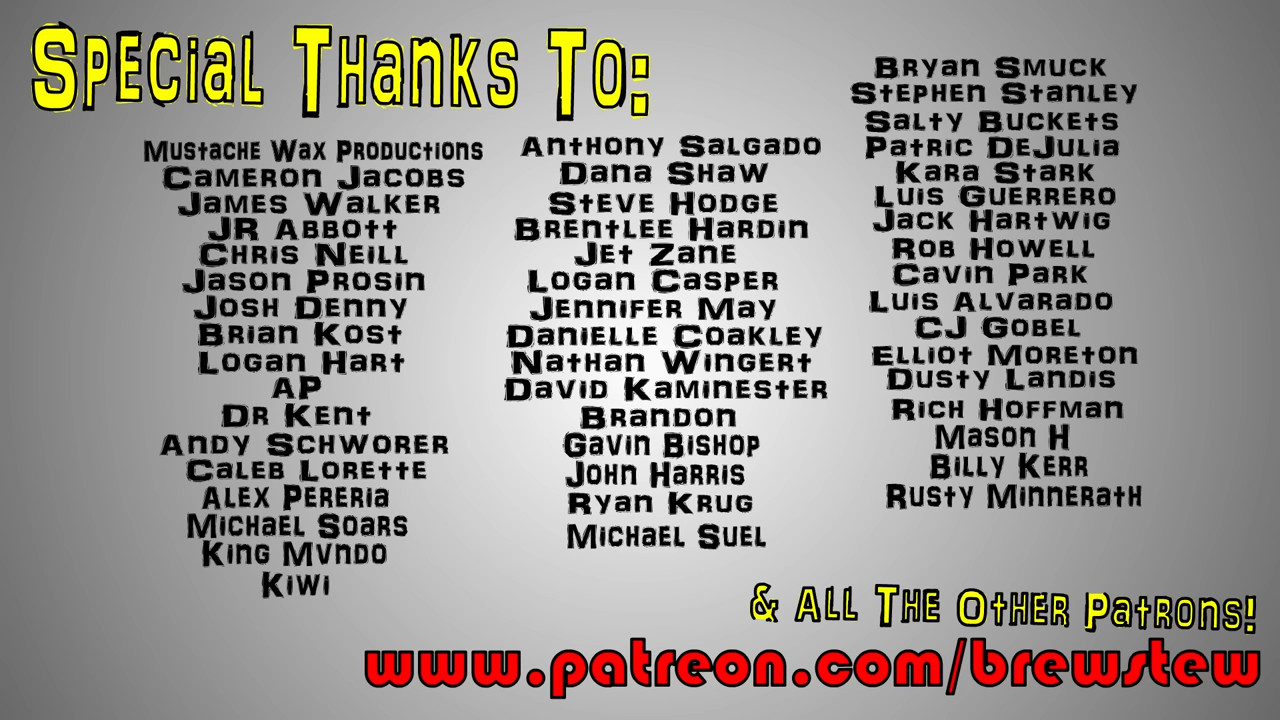 Special Thanks To:
Mustache Wax Productions
Cameron Jacobs
James Walker
JR Abbott
Chris Neill
Jason Prosin
Josh Denny
Brian Kost
Logan Hart
AP
Dr Kent
Andy Schworer
Caleb Lorette
Alex Pereria
Michael Soars
King Mvndo
Kiwi
Anthony Salgado
Dana Shaw
Steve Hodge
Brentlee Hardin
Jet Zane
Logan Casper
Jennifer May
Danielle Coakley
Nathan Wingert
David Kaminester
Brandon
Gavin Bishop
John Harris
Ryan Krug
Michael Suel
Bryan Smuck
Stephen Stanley
Salty Buckets
Patric DeJulia
Kara Stark
Luis Guerrero
Jack Hartwig
Rob Howell
Cavin Park
Luis Alvarado
CJ Gobel
Elliot Moreton
Dusty Landis
Rich Hoffman
Mason H
Billy Kerr
Rusty Minnerath
& All The Other Patrons!
www.patreon.com/brewstew